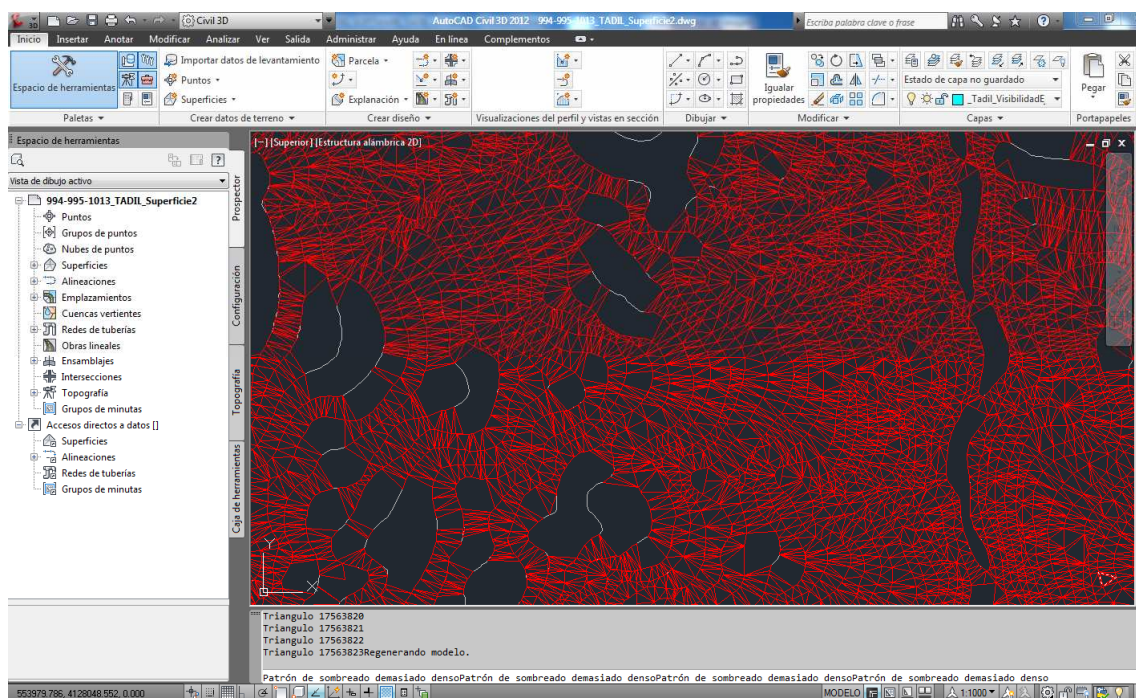 Civil 3D
AutoCAD Civil 3D 2012 994-995-1013_TADIL_Superficie2.dwg
Escriba palabra clave o frase
Inicio Insertar Anotar Modificar Analizar Ver Salida Administrar Ayuda En línea Complementos
Espacio de herramientas
Importar datos de levantamiento
Puntos
Superficies
Parcela
Explanación
Igualar propiedades
Estado de capa no guardado
_Tadil_VisibilidadE
Pegar
Paletas
Crear datos de terreno
Crear diseño
Visualizaciones del perfil y vistas en sección
Dibujar
Modificar
Capas
Portapapeles
Espacio de herramientas
Vista de dibujo activo
994-995-1013_TADIL_Superficie2
Puntos
Grupos de puntos
Nubes de puntos
Superficies
Alineaciones
Emplazamientos
Cuencas vertientes
Redes de tuberías
Obras lineales
Ensamblajes
Intersecciones
Topografía
Grupos de minutas
Accesos directos a datos []
Superficies
Alineaciones
Redes de tuberías
Grupos de minutas
Prospector
Configuración
Topografía
Caja de herramientas
[−] [Superior] [Estructura alámbrica 2D]
Y
X
Triangulo 17563820
Triangulo 17563821
Triangulo 17563822
Triangulo 17563823Regenerando modelo.
Patrón de sombreado demasiado densoPatrón de sombreado demasiado densoPatrón de sombreado demasiado denso
553979.786, 4128048.552, 0.000
MODELO
1:1000